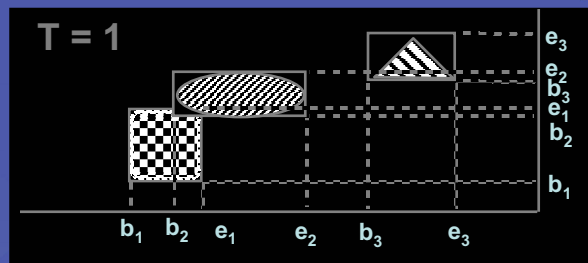 T = 1
e₃
e₂
b₃
e₁
b₂
b₁
b₁ b₂ e₁ e₂ b₃ e₃